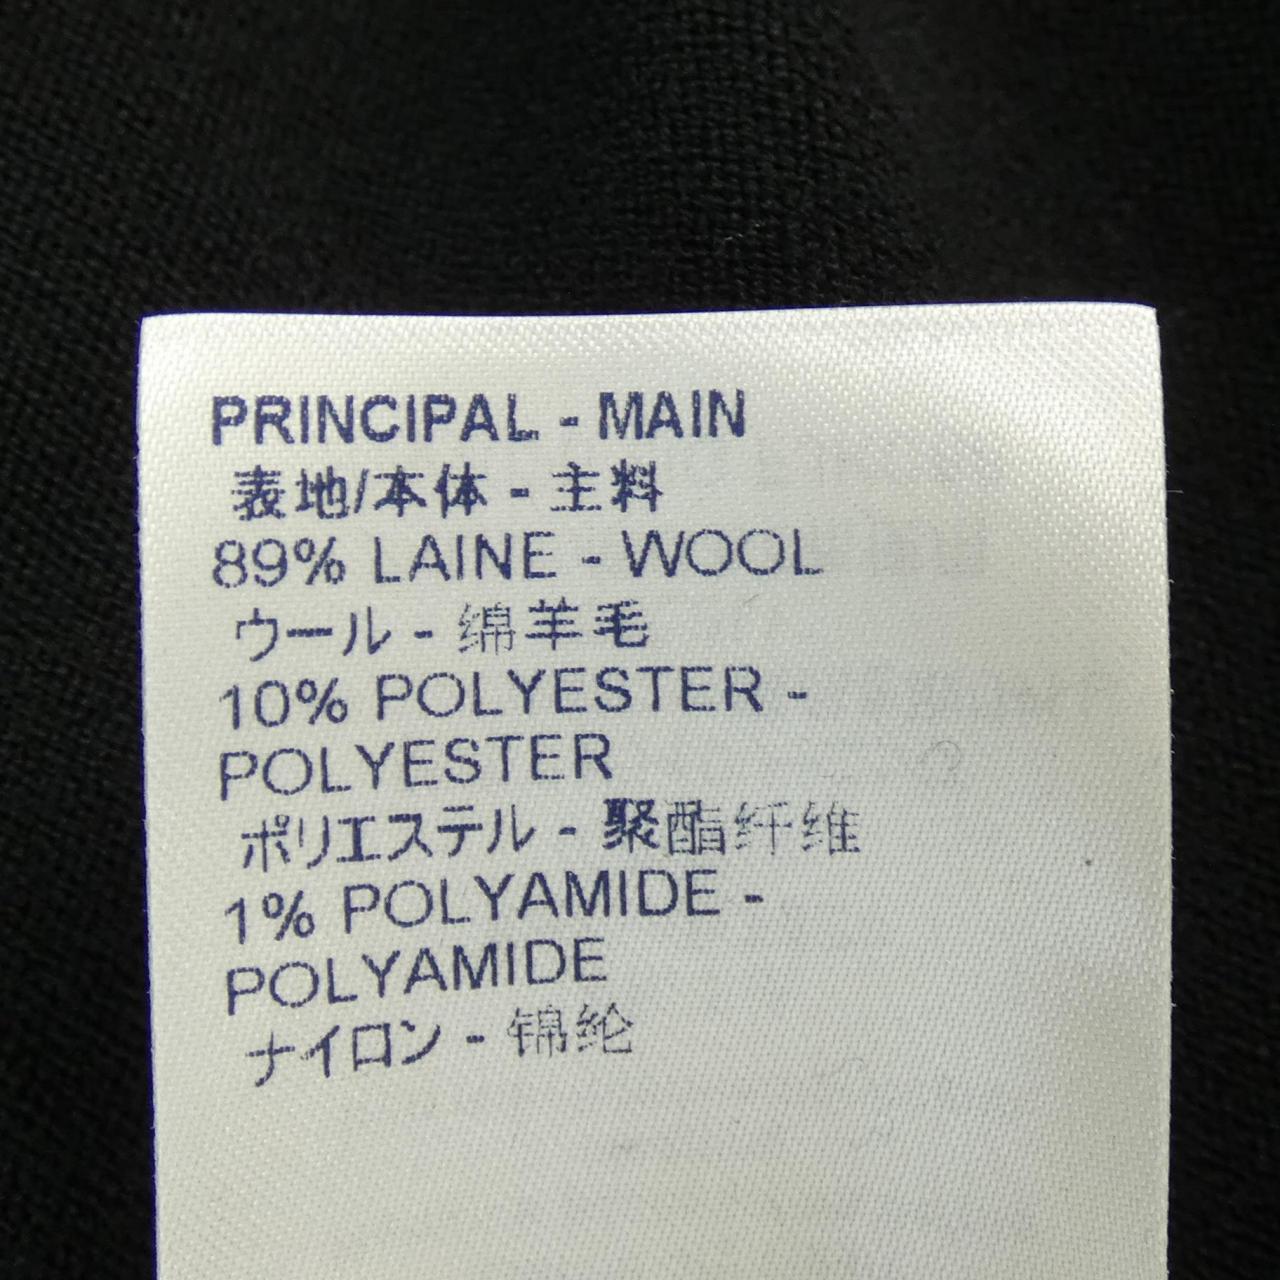 PRINCIPAL - MAIN
表地/本体 - 主料
89% LAINE - WOOL
ウール - 绵羊毛
10% POLYESTER -
POLYESTER
ポリエステル - 聚酯纤维
1% POLYAMIDE -
POLYAMIDE
ナイロン - 锦纶